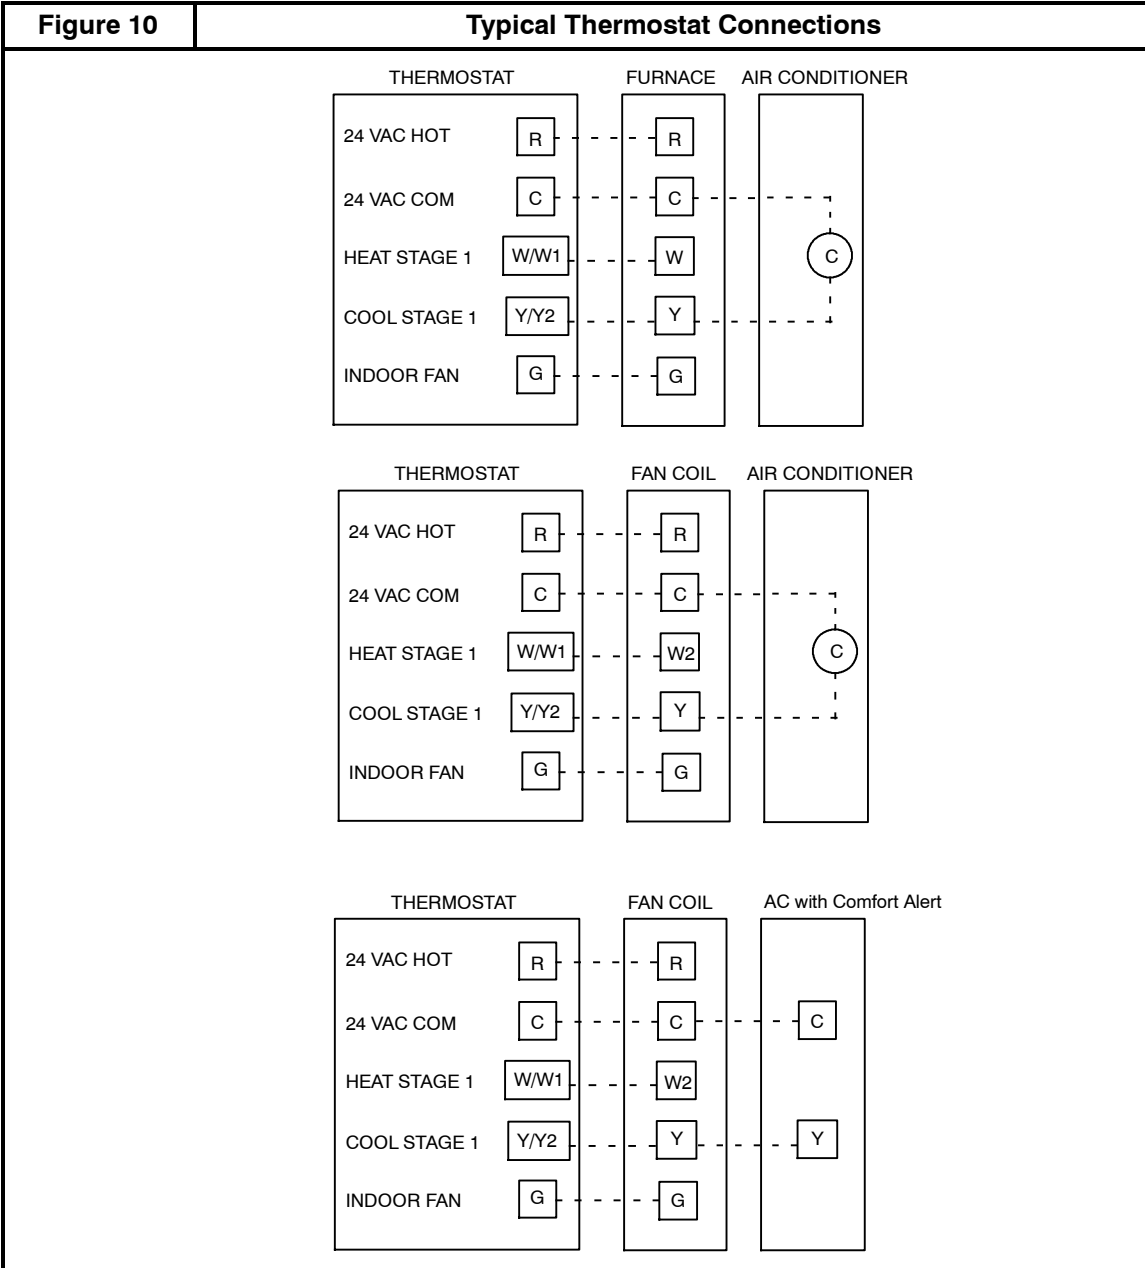 Figure 10 Typical Thermostat Connections
THERMOSTAT FURNACE AIR CONDITIONER
24 VAC HOT R R
24 VAC COM C C
HEAT STAGE 1 W/W1 W C
COOL STAGE 1 Y/Y2 Y
INDOOR FAN G G
THERMOSTAT FAN COIL AIR CONDITIONER
24 VAC HOT R R
24 VAC COM C C
HEAT STAGE 1 W/W1 W2 C
COOL STAGE 1 Y/Y2 Y
INDOOR FAN G G
THERMOSTAT FAN COIL AC with Comfort Alert
24 VAC HOT R R
24 VAC COM C C C
HEAT STAGE 1 W/W1 W2
COOL STAGE 1 Y/Y2 Y Y
INDOOR FAN G G